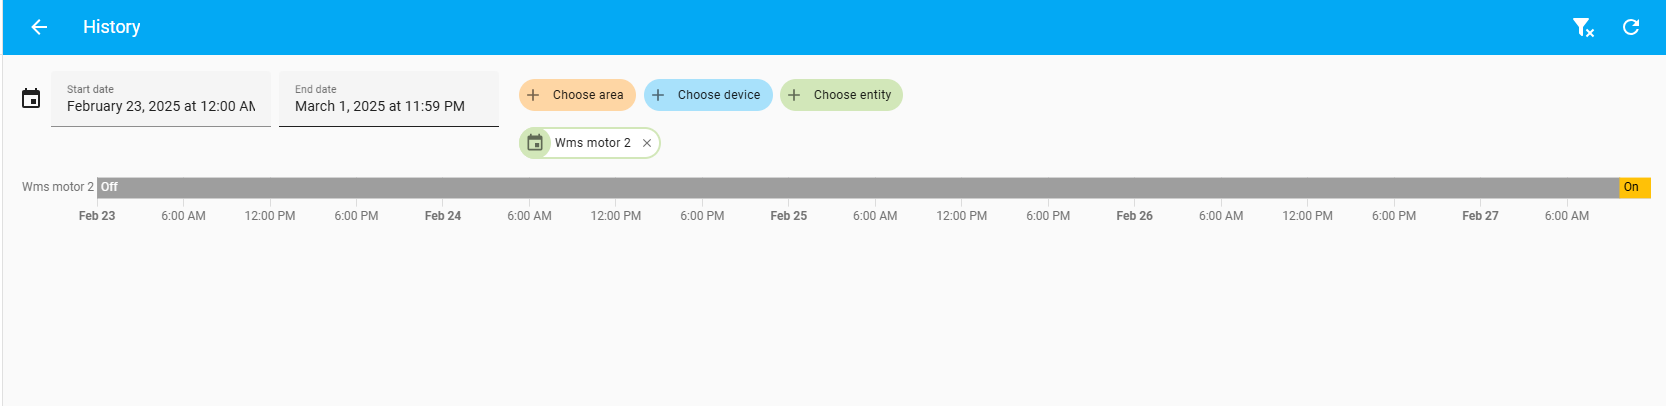 History
Start date
February 23, 2025 at 12:00 AM
End date
March 1, 2025 at 11:59 PM
Choose area
Choose device
Choose entity
Wms motor 2
Wms motor 2 Off On
Feb 23 6:00 AM 12:00 PM 6:00 PM Feb 24 6:00 AM 12:00 PM 6:00 PM Feb 25 6:00 AM 12:00 PM 6:00 PM Feb 26 6:00 AM 12:00 PM 6:00 PM Feb 27 6:00 AM